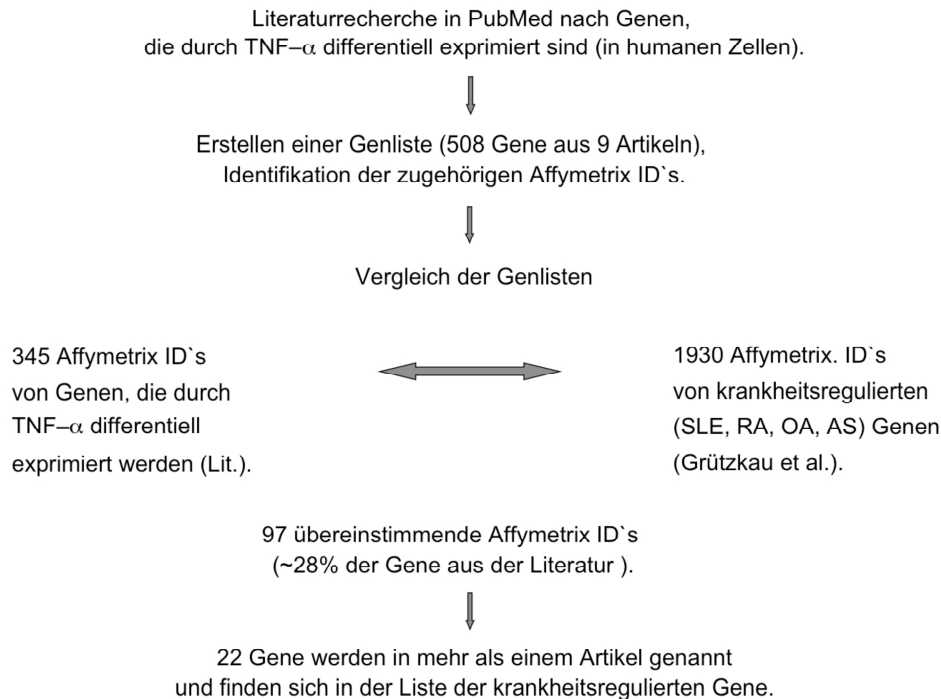 Literaturrecherche in PubMed nach Genen,
die durch TNF–α differentiell exprimiert sind (in humanen Zellen).
Erstellen einer Genliste (508 Gene aus 9 Artikeln),
Identifikation der zugehörigen Affymetrix ID`s.
Vergleich der Genlisten
345 Affymetrix ID`s
von Genen, die durch
TNF–α differentiell
exprimiert werden (Lit.).
1930 Affymetrix. ID`s
von krankheitsregulierten
(SLE, RA, OA, AS) Genen
(Grützkau et al.).
97 übereinstimmende Affymetrix ID`s
(~28% der Gene aus der Literatur ).
22 Gene werden in mehr als einem Artikel genannt
und finden sich in der Liste der krankheitsregulierten Gene.